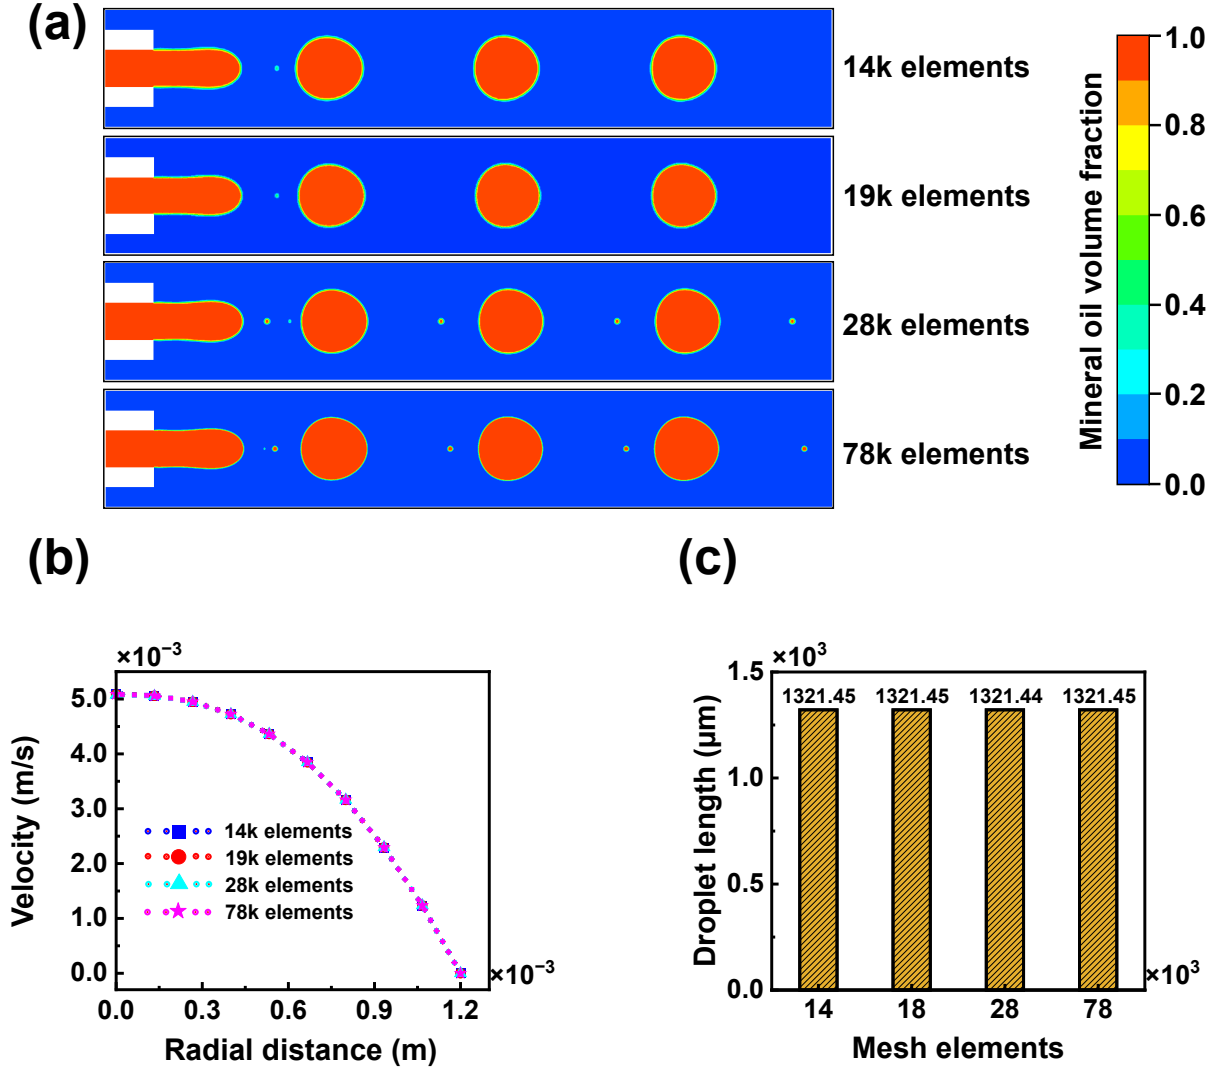 (a)
14k elements
19k elements
28k elements
78k elements
Mineral oil volume fraction
1.0
0.8
0.6
0.4
0.2
0.0
(b)
×10⁻³
5.0
4.0
3.0
2.0
1.0
0.0
Velocity (m/s)
14k elements
19k elements
28k elements
78k elements
×10⁻³
0.0 0.3 0.6 0.9 1.2
Radial distance (m)
(c)
×10³
1.5
1.0
0.5
0.0
Droplet length (μm)
1321.45 1321.45 1321.44 1321.45
×10³
14 18 28 78
Mesh elements